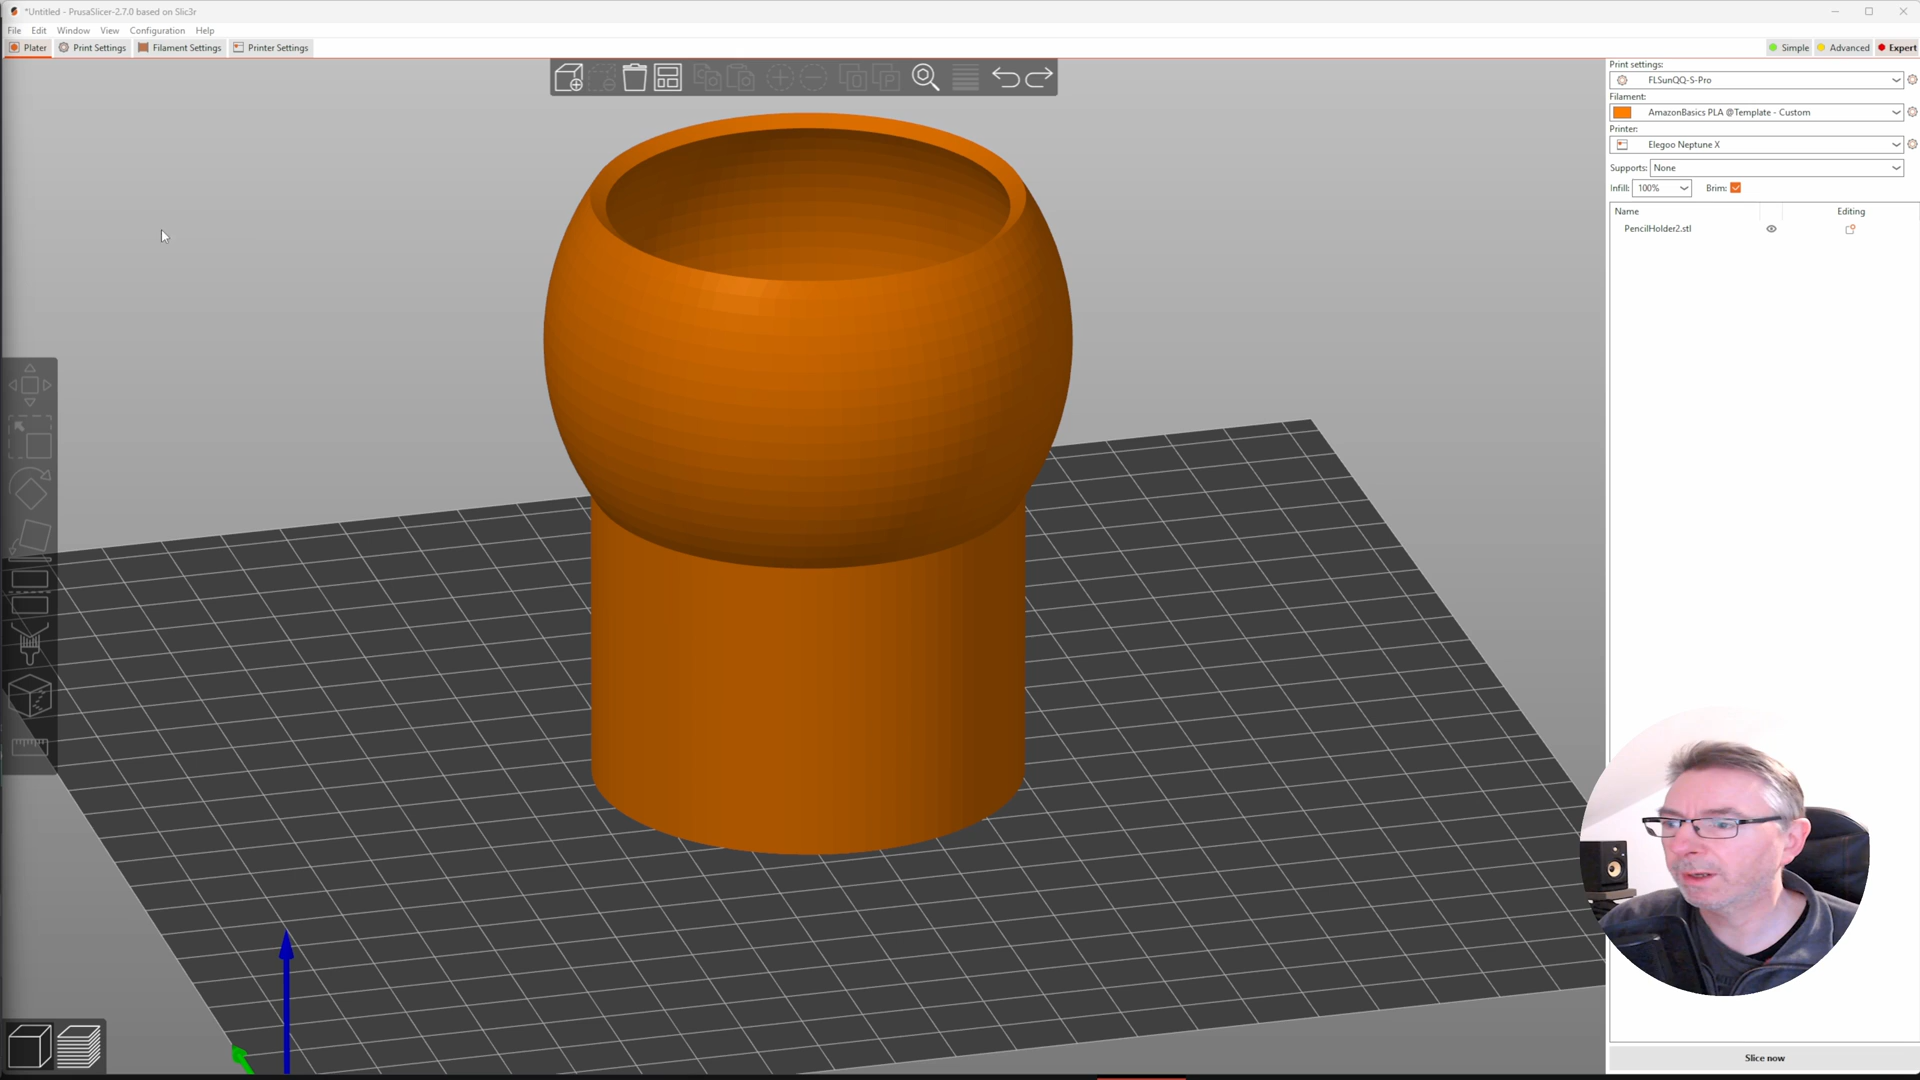 *Untitled - PrusaSlicer-2.7.0 based on Slic3r
File Edit Window View Configuration Help
Plater Print Settings Filament Settings Printer Settings
Simple Advanced Expert
Print settings:
FLSunQQ-S-Pro
Filament:
AmazonBasics PLA @Template - Custom
Printer:
Elegoo Neptune X
Supports: None
Infill: 100% Brim:
Name Editing
PencilHolder2.stl
Slice now